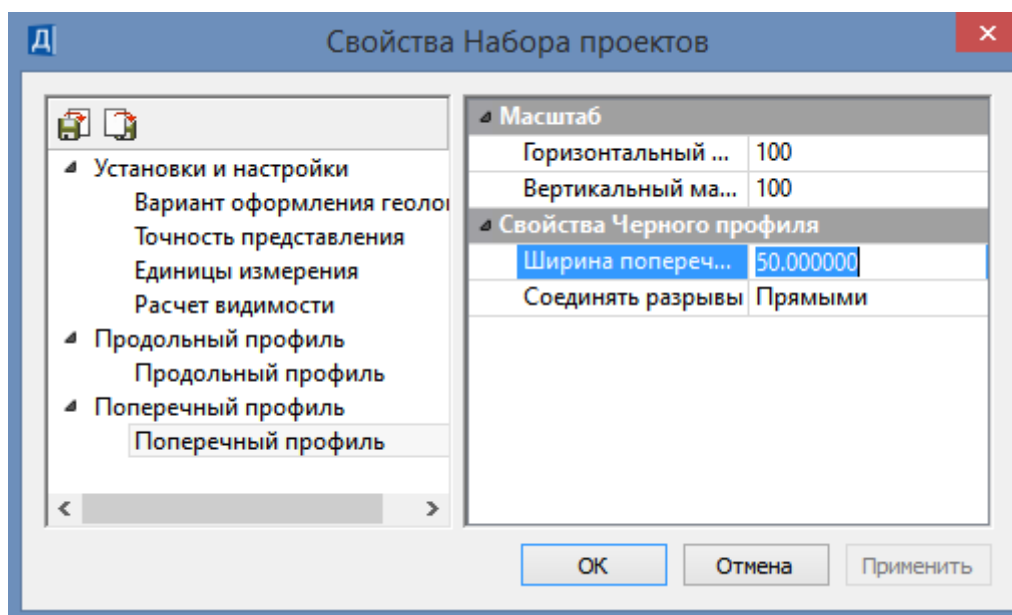 Д
Свойства Набора проектов
Установки и настройки
Вариант оформления геолог
Точность представления
Единицы измерения
Расчет видимости
Продольный профиль
Продольный профиль
Поперечный профиль
Поперечный профиль
Масштаб
Горизонтальный ... 100
Вертикальный ма... 100
Свойства Черного профиля
Ширина попереч... 50.000000
Соединять разрывы Прямыми
ОК Отмена Применить